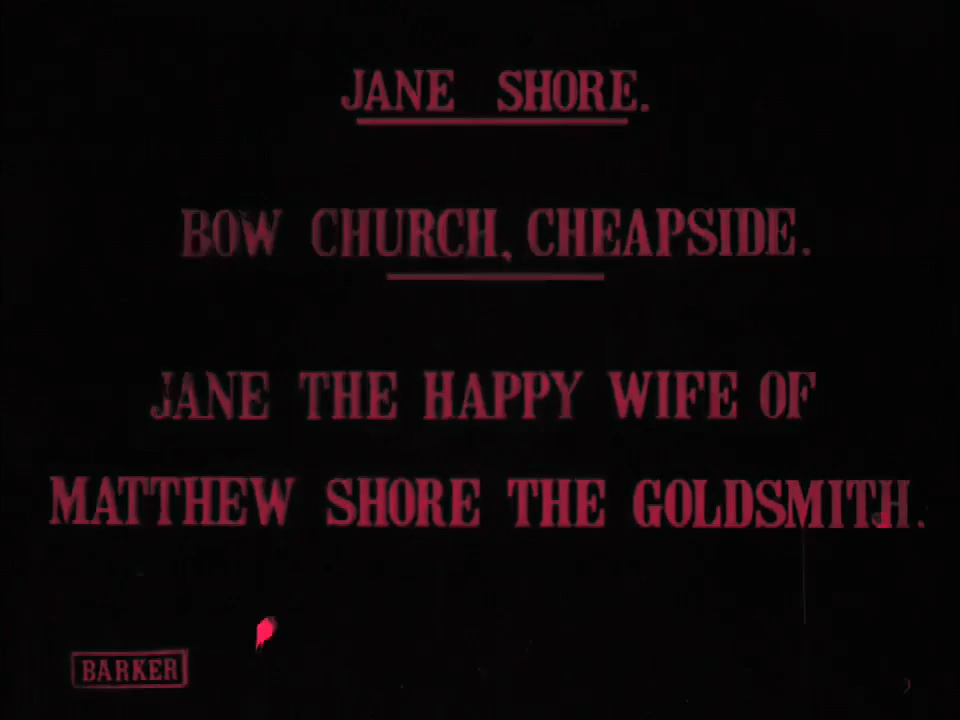 JANE SHORE.
BOW CHURCH, CHEAPSIDE.
JANE THE HAPPY WIFE OF
MATTHEW SHORE THE GOLDSMITH.
BARKER